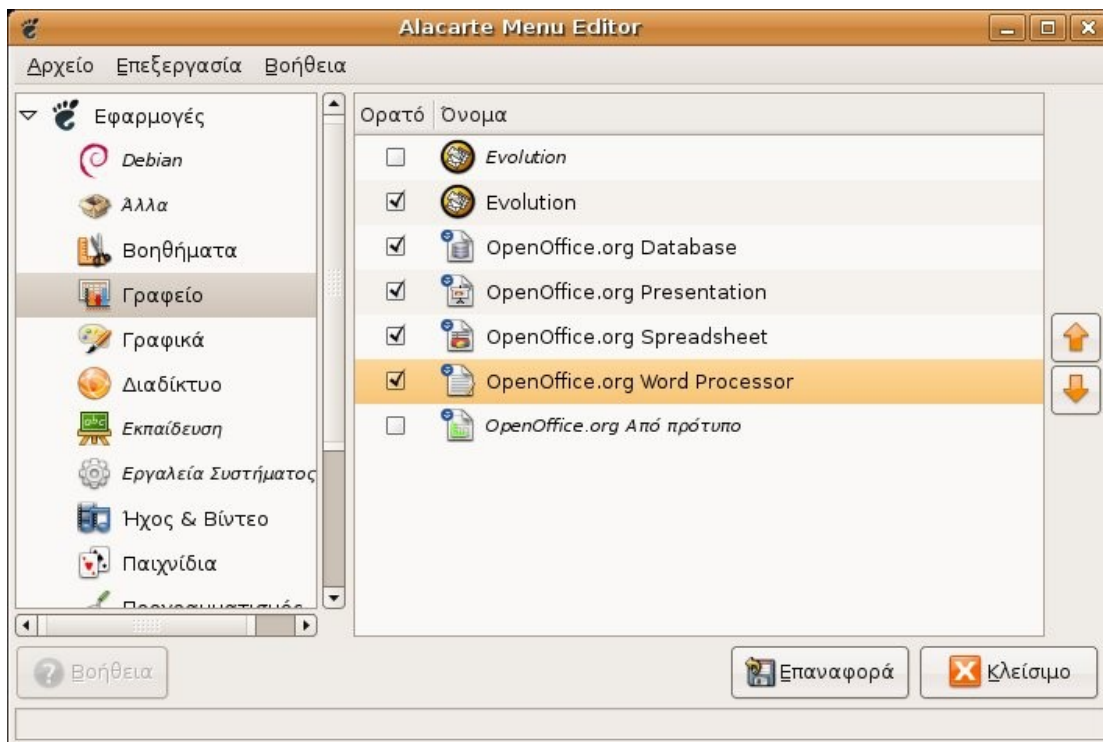 Alacarte Menu Editor
Αρχείο Επεξεργασία Βοήθεια
Εφαρμογές
Debian
Άλλα
Βοηθήματα
Γραφείο
Γραφικά
Διαδίκτυο
abc
Εκπαίδευση
Εργαλεία Συστήματος
Ήχος & Βίντεο
Παιχνίδια
Προγραμματισμός
Ορατό Όνομα
Evolution
Evolution
OpenOffice.org Database
OpenOffice.org Presentation
OpenOffice.org Spreadsheet
OpenOffice.org Word Processor
OpenOffice.org Από πρότυπο
Βοήθεια
Επαναφορά
Κλείσιμο